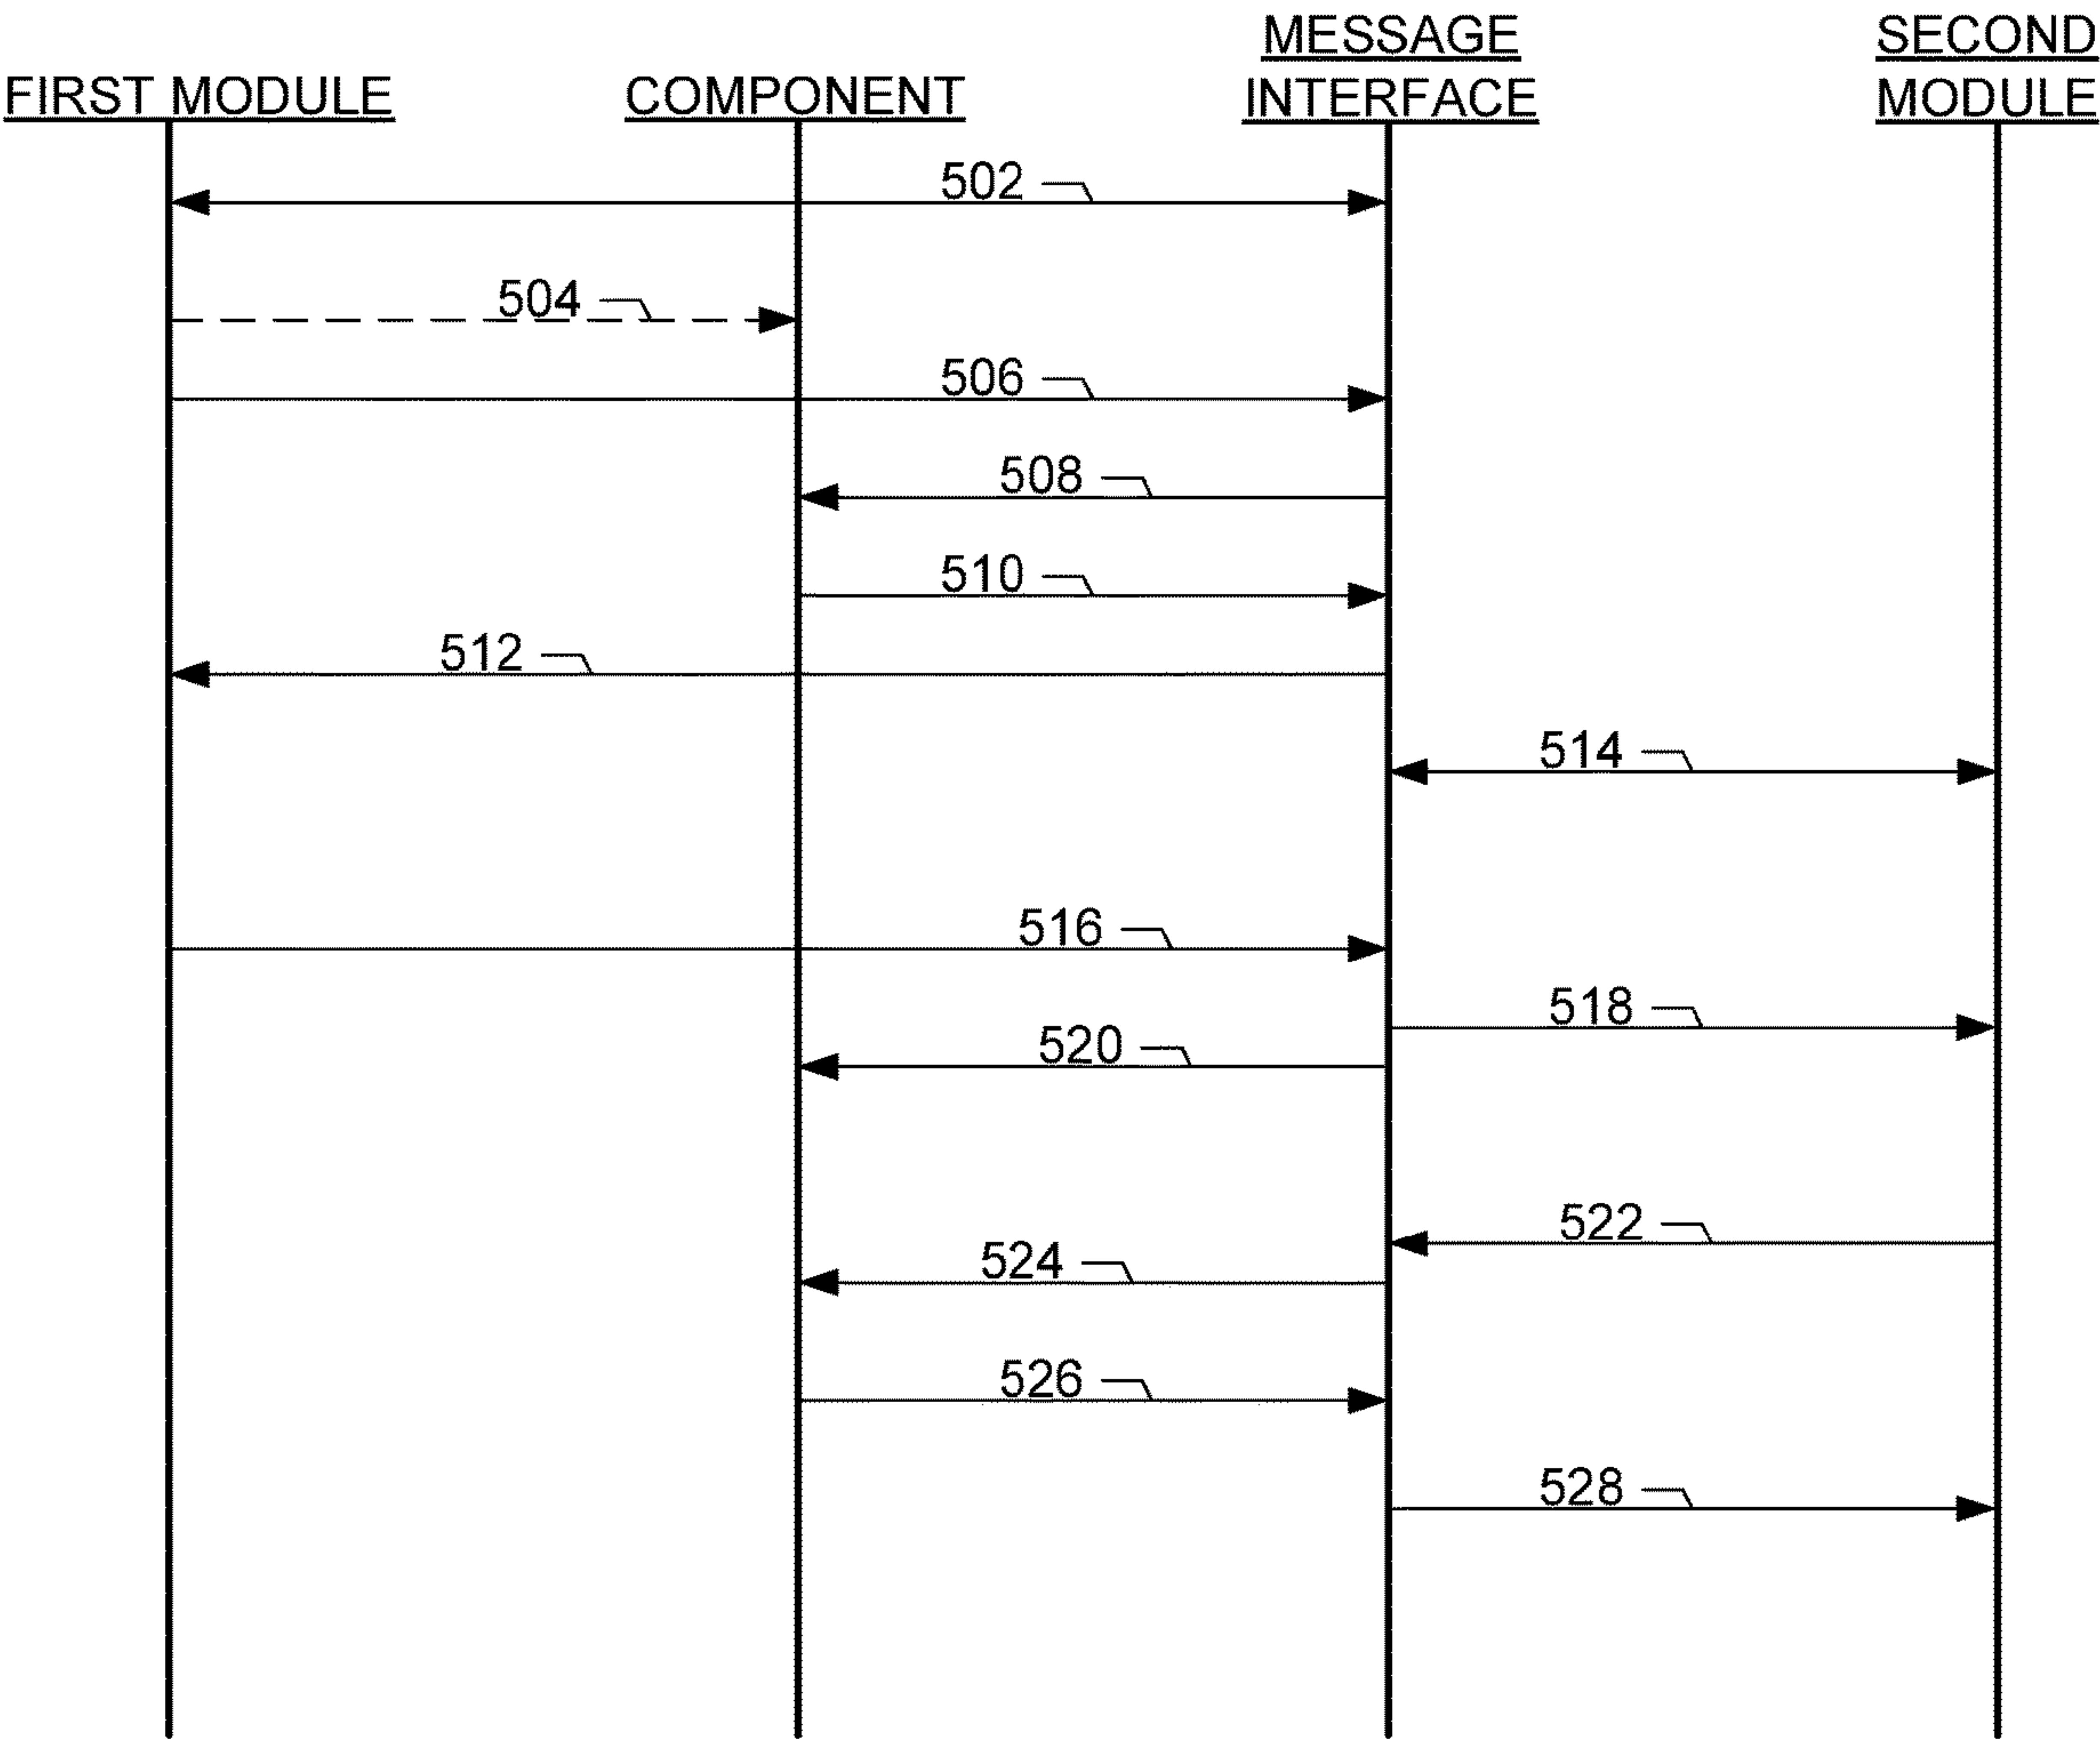 FIRST MODULE
COMPONENT
MESSAGE
INTERFACE
SECOND
MODULE
502
504
506
508
510
512
514
516
518
520
522
524
526
528